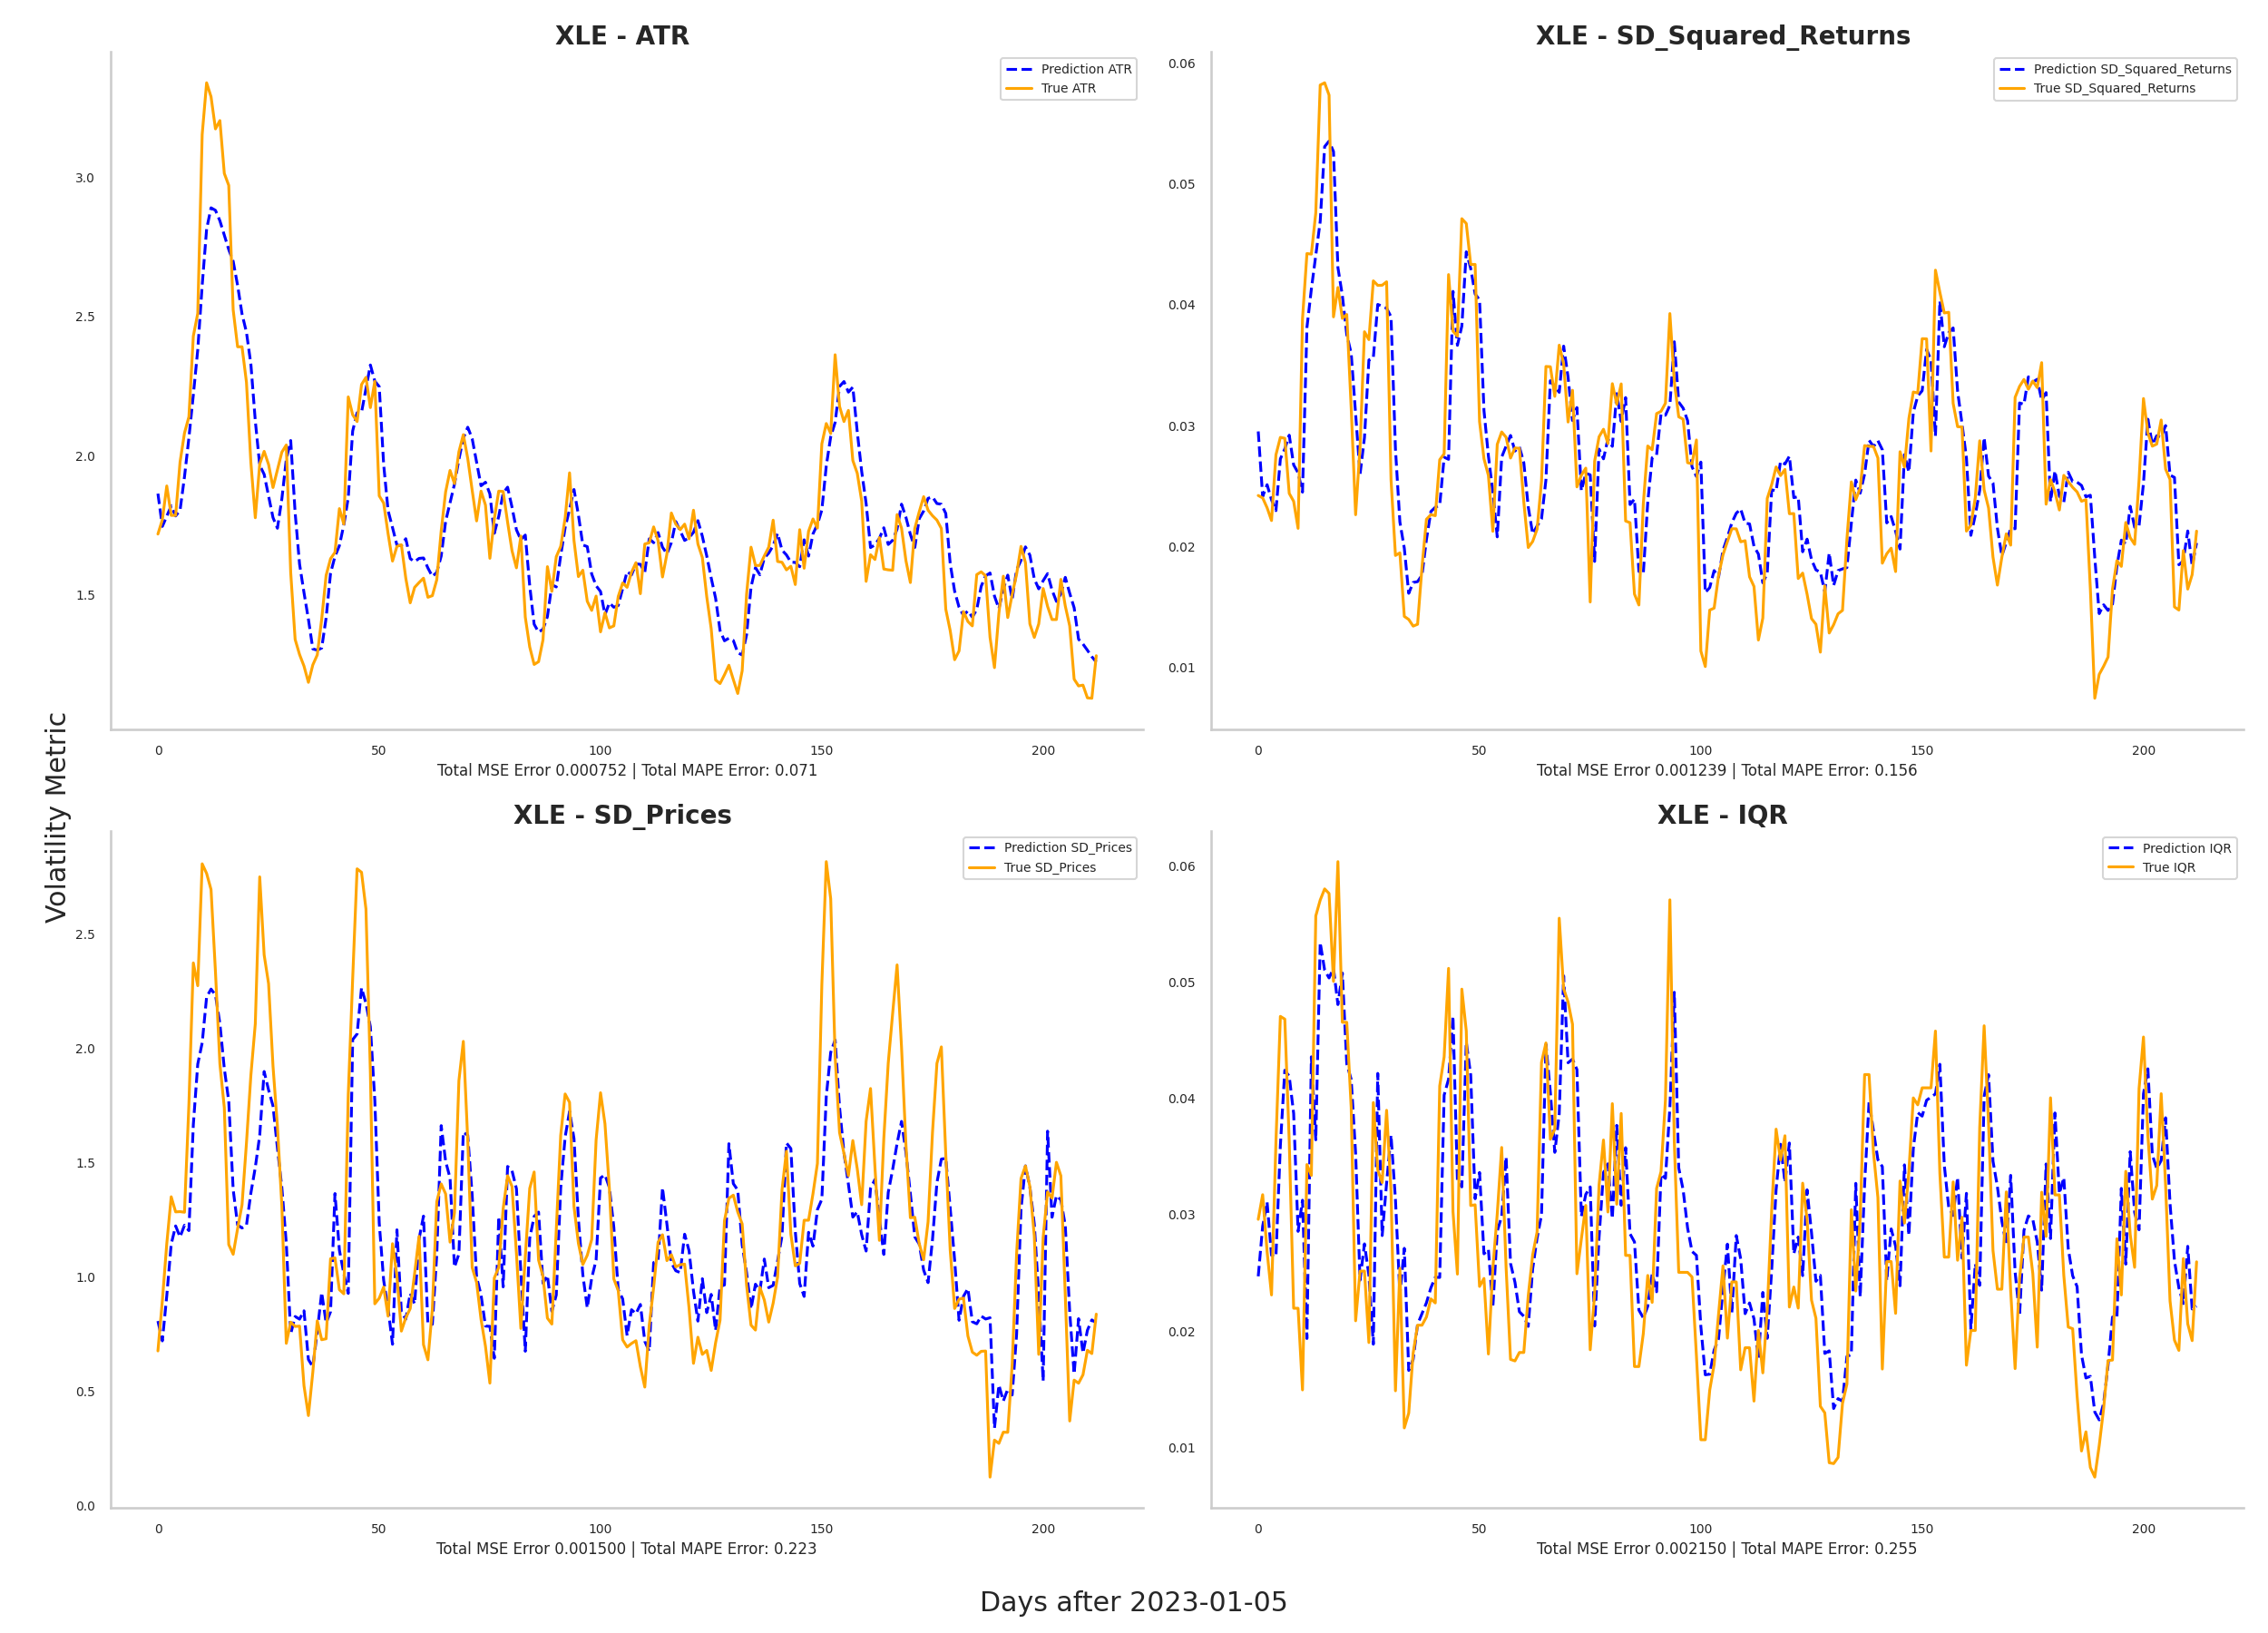 XLE - ATR
Prediction ATR
True ATR
3.0
2.5
2.0
1.5
0 50 100 150 200
Total MSE Error 0.000752 | Total MAPE Error: 0.071
XLE - SD_Squared_Returns
Prediction SD_Squared_Returns
True SD_Squared_Returns
0.06
0.05
0.04
0.03
0.02
0.01
0 50 100 150 200
Total MSE Error 0.001239 | Total MAPE Error: 0.156
Volatility Metric
XLE - SD_Prices
Prediction SD_Prices
True SD_Prices
2.5
2.0
1.5
1.0
0.5
0.0
0 50 100 150 200
Total MSE Error 0.001500 | Total MAPE Error: 0.223
XLE - IQR
Prediction IQR
True IQR
0.06
0.05
0.04
0.03
0.02
0.01
0 50 100 150 200
Total MSE Error 0.002150 | Total MAPE Error: 0.255
Days after 2023-01-05